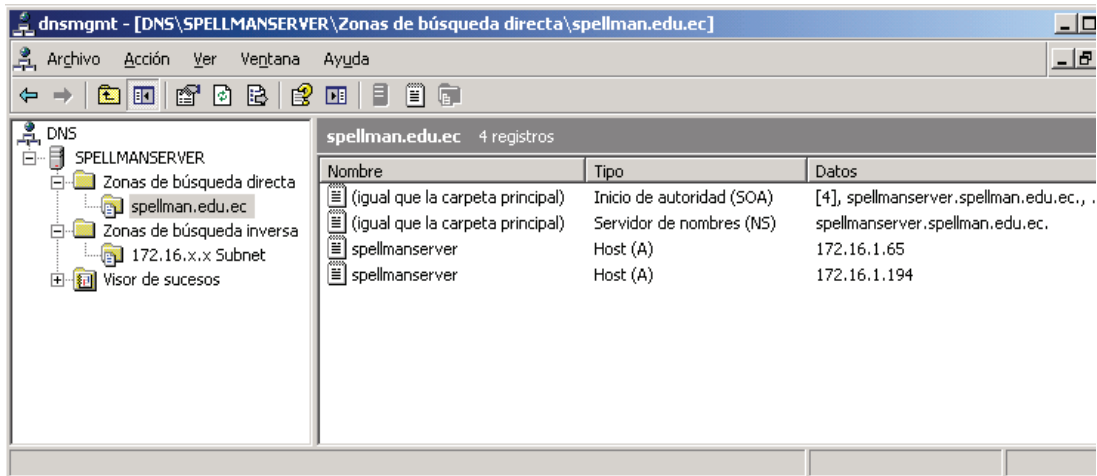 dnsmgmt - [DNS\SPELLMANSERVER\Zonas de búsqueda directa\spellman.edu.ec]
Archivo Acción Ver Ventana Ayuda
DNS
SPELLMANSERVER
Zonas de búsqueda directa
spellman.edu.ec
Zonas de búsqueda inversa
172.16.x.x Subnet
Visor de sucesos
spellman.edu.ec 4 registros
Nombre Tipo Datos
(igual que la carpeta principal) Inicio de autoridad (SOA) [4], spellmanserver.spellman.edu.ec., .
(igual que la carpeta principal) Servidor de nombres (NS) spellmanserver.spellman.edu.ec.
spellmanserver Host (A) 172.16.1.65
spellmanserver Host (A) 172.16.1.194